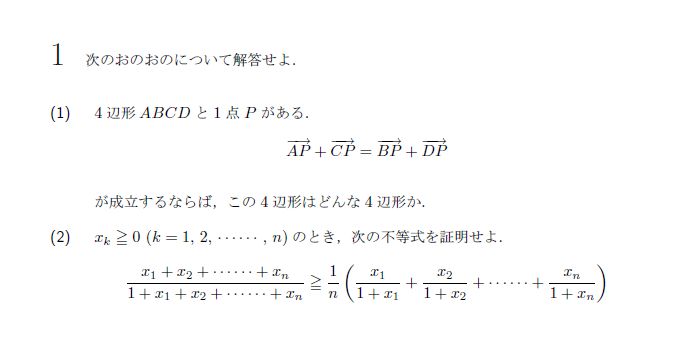 1 次のおのおのについて解答せよ.
(1) 4辺形 ABCD と1点 P がある.
$\overrightarrow{AP} + \overrightarrow{CP} = \overrightarrow{BP} + \overrightarrow{DP}$
が成立するならば, この4辺形はどんな4辺形か.
(2) $x_k \geqq 0$ ($k = 1, 2, \cdots\cdots, n$) のとき, 次の不等式を証明せよ.
$\frac{x_1 + x_2 + \cdots\cdots + x_n}{1 + x_1 + x_2 + \cdots\cdots + x_n} \geqq \frac{1}{n} \left( \frac{x_1}{1 + x_1} + \frac{x_2}{1 + x_2} + \cdots\cdots + \frac{x_n}{1 + x_n} \right)$